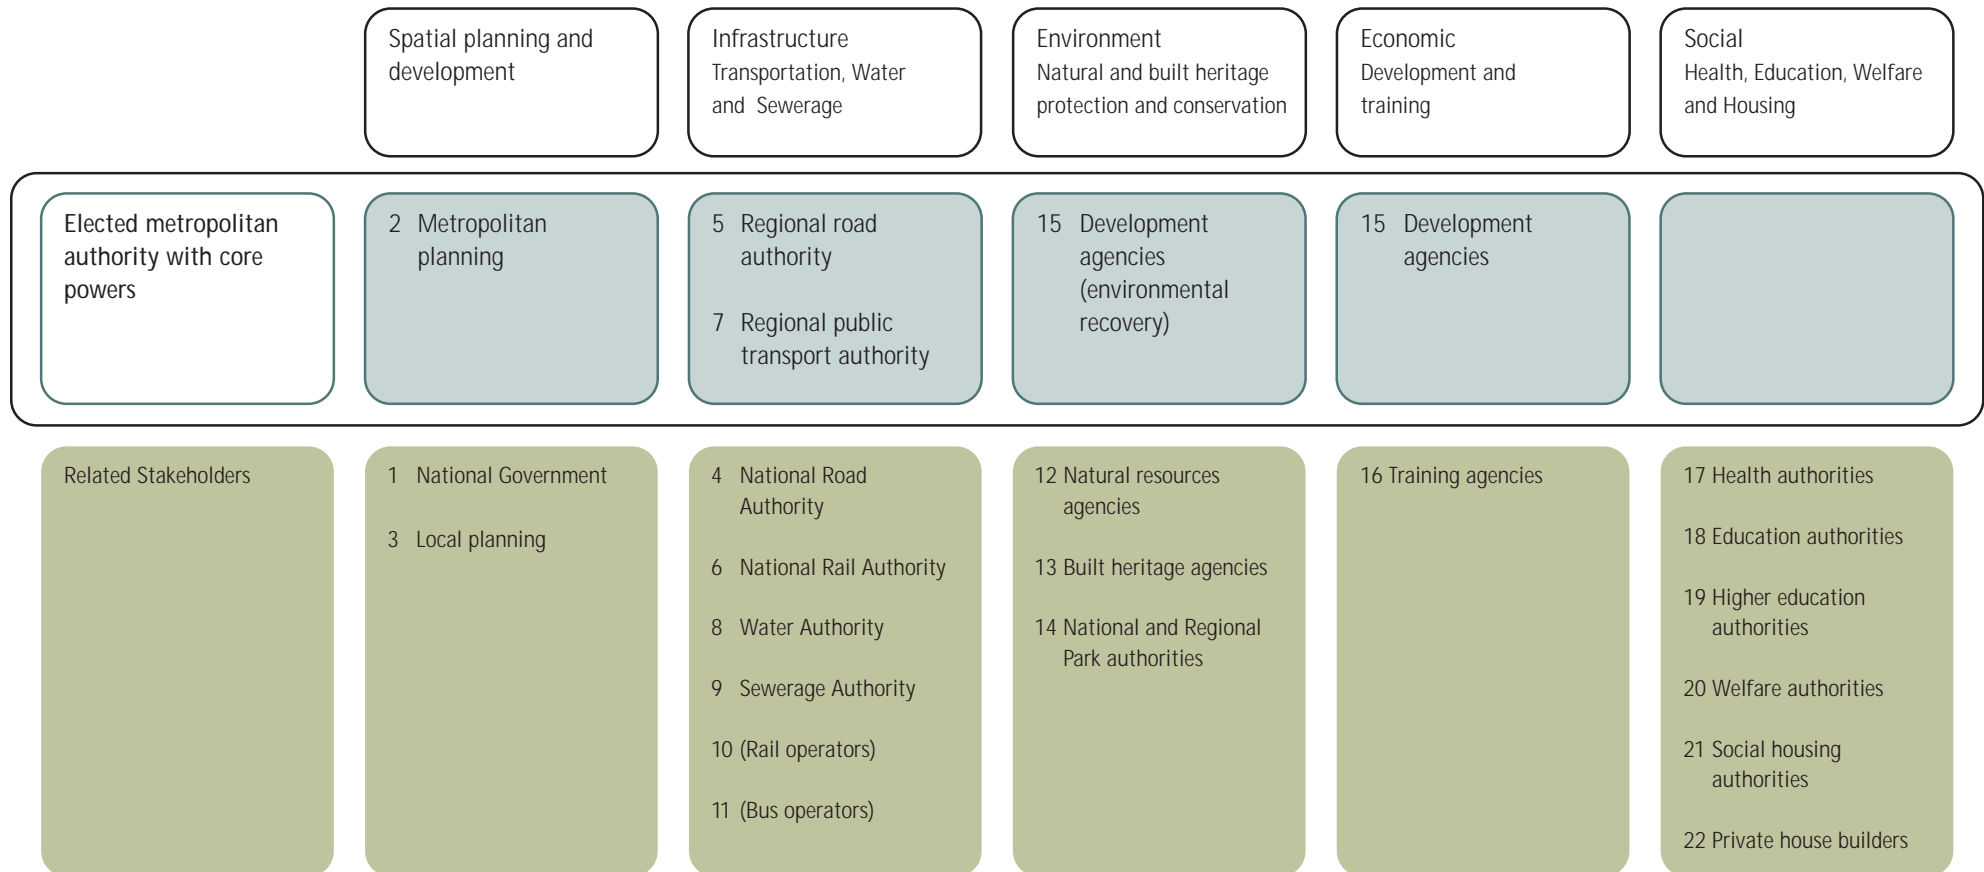 Spatial planning and
development
Infrastructure
Transportation, Water
and Sewerage
Environment
Natural and built heritage
protection and conservation
Economic
Development and
training
Social
Health, Education, Welfare
and Housing
Elected metropolitan
authority with core
powers
2 Metropolitan
planning
5 Regional road
authority
7 Regional public
transport authority
15 Development
agencies
(environmental
recovery)
15 Development
agencies
Related Stakeholders
1 National Government
3 Local planning
4 National Road
Authority
6 National Rail Authority
8 Water Authority
9 Sewerage Authority
10 (Rail operators)
11 (Bus operators)
12 Natural resources
agencies
13 Built heritage agencies
14 National and Regional
Park authorities
16 Training agencies
17 Health authorities
18 Education authorities
19 Higher education
authorities
20 Welfare authorities
21 Social housing
authorities
22 Private house builders